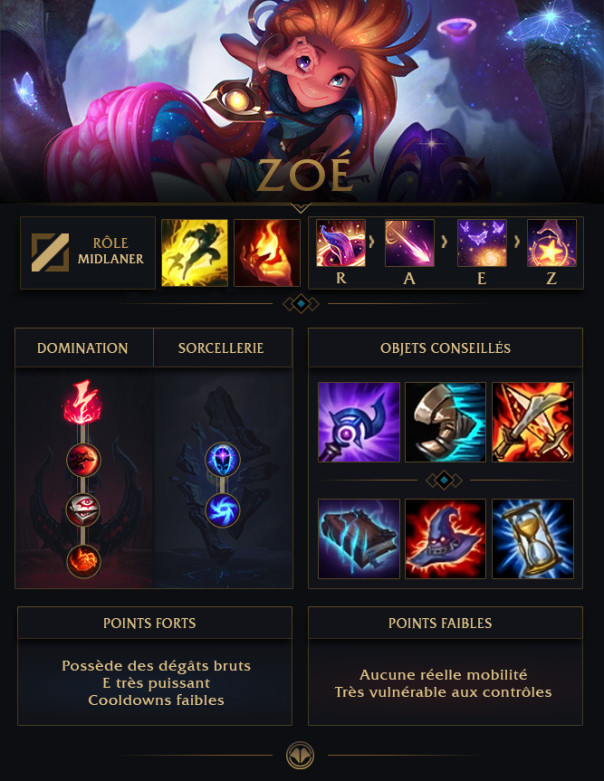 ZOÉ
RÔLE
MIDLANER
R
A
E
Z
DOMINATION
SORCELLERIE
OBJETS CONSEILLÉS
POINTS FORTS
Possède des dégâts bruts
E très puissant
Cooldowns faibles
POINTS FAIBLES
Aucune réelle mobilité
Très vulnérable aux contrôles